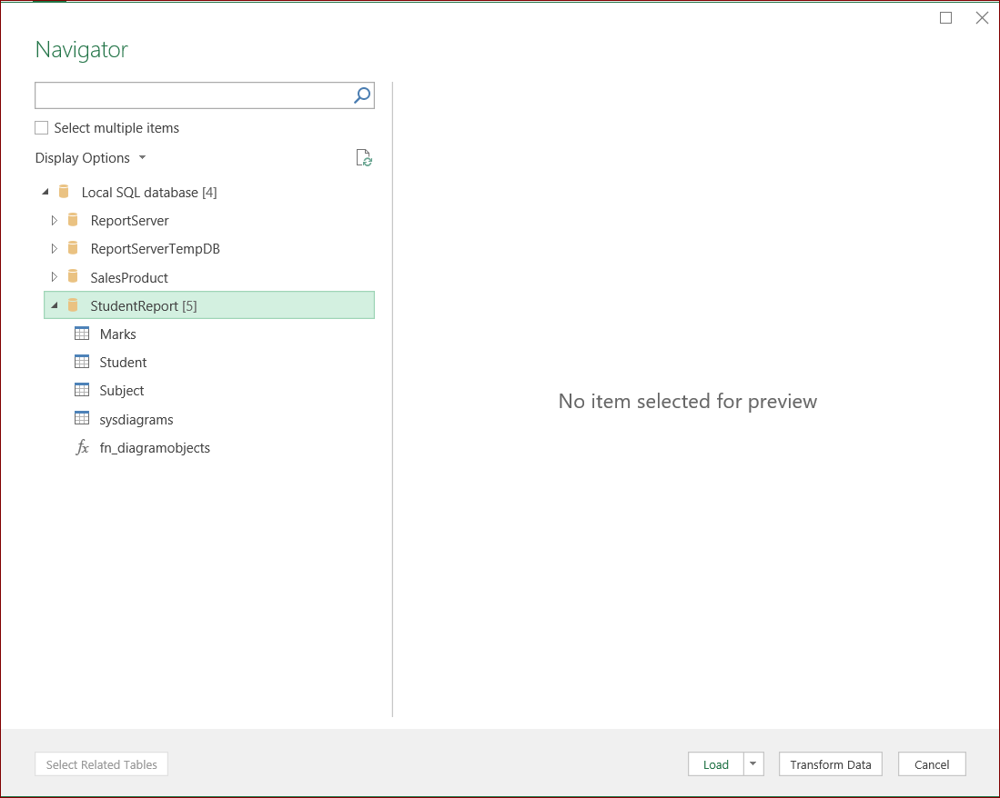 Navigator
Select multiple items
Display Options
Local SQL database [4]
ReportServer
ReportServerTempDB
SalesProduct
StudentReport [5]
Marks
Student
Subject
sysdiagrams
fx fn_diagramobjects
No item selected for preview
Select Related Tables
Load
Transform Data
Cancel